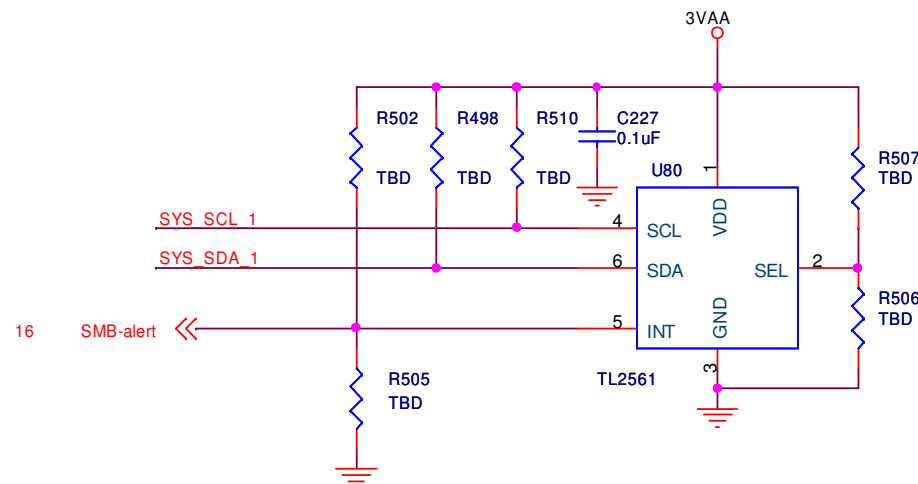 3VAA
R502
R498
R510
C227
0.1uF
TBD
TBD
TBD
U80
1
R507
TBD
SYS_SCL_1
4
SCL
VDD
SYS_SDA_1
6
SDA
SEL
2
R506
TBD
16
SMB-alert
5
INT
GND
3
R505
TBD
TL2561